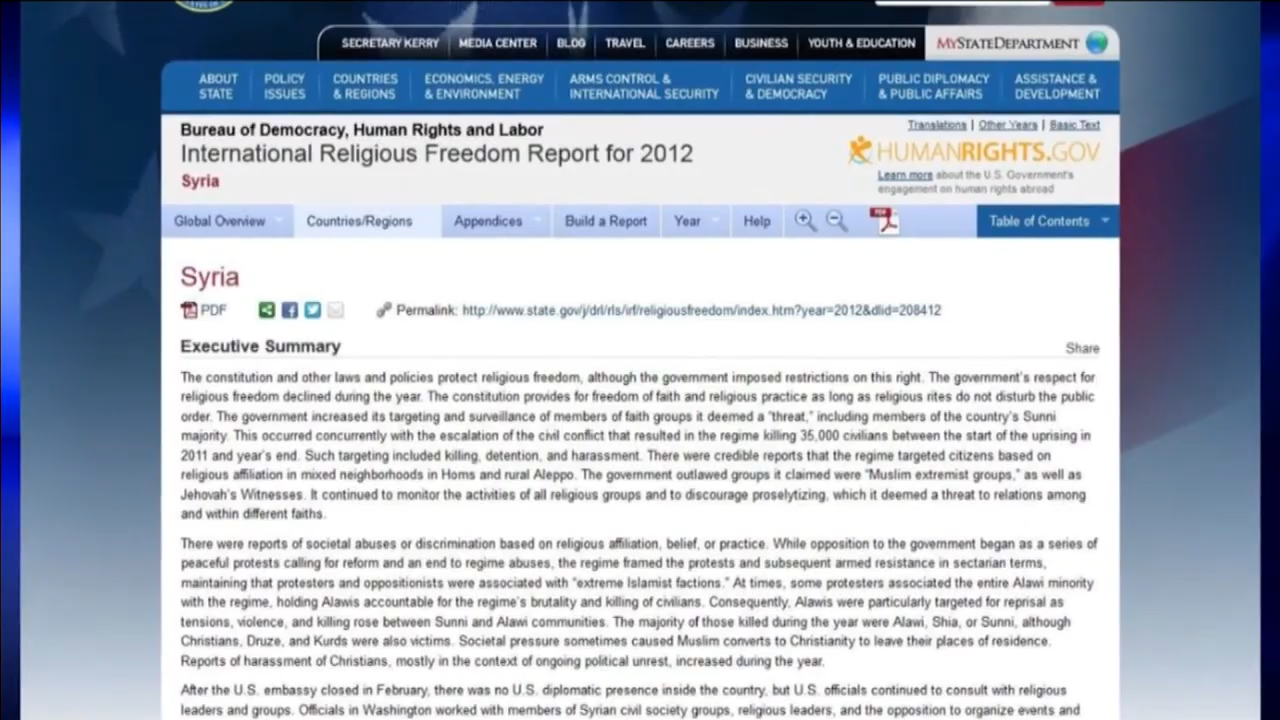 SECRETARY KERRY MEDIA CENTER BLOG TRAVEL CAREERS BUSINESS YOUTH & EDUCATION MYSTATEDEPARTMENT
ABOUT STATE POLICY ISSUES COUNTRIES & REGIONS ECONOMICS, ENERGY & ENVIRONMENT ARMS CONTROL & INTERNATIONAL SECURITY CIVILIAN SECURITY & DEMOCRACY PUBLIC DIPLOMACY & PUBLIC AFFAIRS ASSISTANCE & DEVELOPMENT
Translations | Other Years | Basic Text
Bureau of Democracy, Human Rights and Labor
International Religious Freedom Report for 2012
Syria
HUMANRIGHTS.GOV
Learn more about the U.S. Government's
engagement on human rights abroad
Global Overview Countries/Regions Appendices Build a Report Year Help PDF Table of Contents
Syria
PDF Permalink: http://www.state.gov/j/drl/rls/irf/religiousfreedom/index.htm?year=2012&dlid=208412
Executive Summary Share
The constitution and other laws and policies protect religious freedom, although the government imposed restrictions on this right. The government's respect for
religious freedom declined during the year. The constitution provides for freedom of faith and religious practice as long as religious rites do not disturb the public
order. The government increased its targeting and surveillance of members of faith groups it deemed a "threat," including members of the country's Sunni
majority. This occurred concurrently with the escalation of the civil conflict that resulted in the regime killing 35,000 civilians between the start of the uprising in
2011 and year's end. Such targeting included killing, detention, and harassment. There were credible reports that the regime targeted citizens based on
religious affiliation in mixed neighborhoods in Homs and rural Aleppo. The government outlawed groups it claimed were "Muslim extremist groups," as well as
Jehovah's Witnesses. It continued to monitor the activities of all religious groups and to discourage proselytizing, which it deemed a threat to relations among
and within different faiths.
There were reports of societal abuses or discrimination based on religious affiliation, belief, or practice. While opposition to the government began as a series of
peaceful protests calling for reform and an end to regime abuses, the regime framed the protests and subsequent armed resistance in sectarian terms,
maintaining that protesters and oppositionists were associated with "extreme Islamist factions." At times, some protesters associated the entire Alawi minority
with the regime, holding Alawis accountable for the regime's brutality and killing of civilians. Consequently, Alawis were particularly targeted for reprisal as
tensions, violence, and killing rose between Sunni and Alawi communities. The majority of those killed during the year were Alawi, Shia, or Sunni, although
Christians, Druze, and Kurds were also victims. Societal pressure sometimes caused Muslim converts to Christianity to leave their places of residence.
Reports of harassment of Christians, mostly in the context of ongoing political unrest, increased during the year.
After the U.S. embassy closed in February, there was no U.S. diplomatic presence inside the country, but U.S. officials continued to consult with religious
leaders and groups. Officials in Washington worked with members of Syrian civil society groups, religious leaders, and the opposition to organize events and